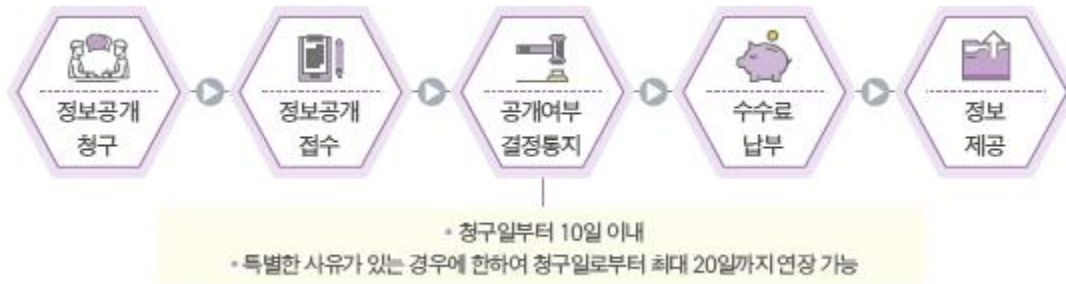 정보공개
청구
정보공개
접수
공개여부
결정통지
수수료
납부
정보
제공
• 청구일부터 10일 이내
• 특별한 사유가 있는 경우에 한하여 청구일로부터 최대 20일까지 연장 가능